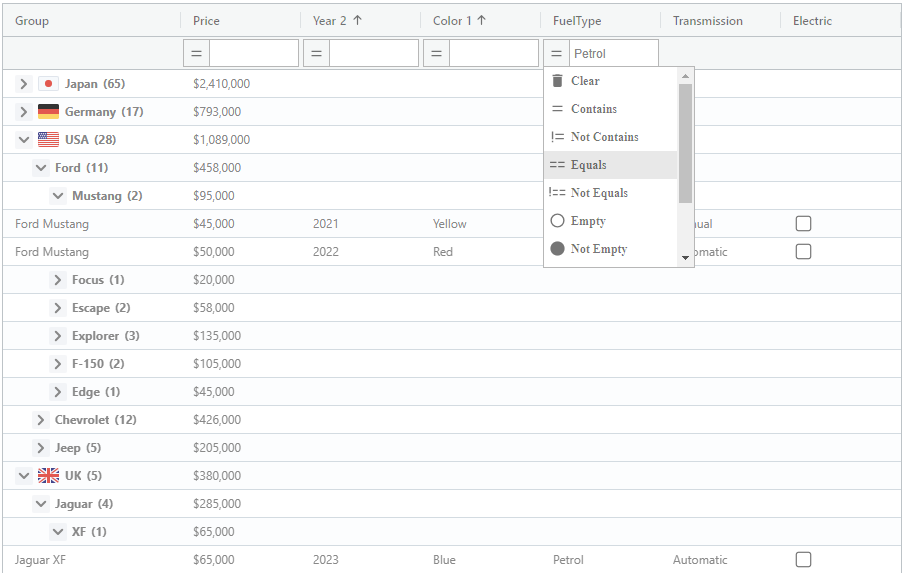 Group Price Year 2 Color 1 FuelType Transmission Electric
= = = = Petrol
Japan (65) $2,410,000
Clear
Germany (17) $793,000
= Contains
USA (28) $1,089,000
!= Not Contains
Ford (11) $458,000
== Equals
Mustang (2) $95,000
!== Not Equals
Ford Mustang $45,000 2021 Yellow ual
Empty
Ford Mustang $50,000 2022 Red omatic
Not Empty
Focus (1) $20,000
Escape (2) $58,000
Explorer (3) $135,000
F-150 (2) $105,000
Edge (1) $45,000
Chevrolet (12) $426,000
Jeep (5) $205,000
UK (5) $380,000
Jaguar (4) $285,000
XF (1) $65,000
Jaguar XF $65,000 2023 Blue Petrol Automatic